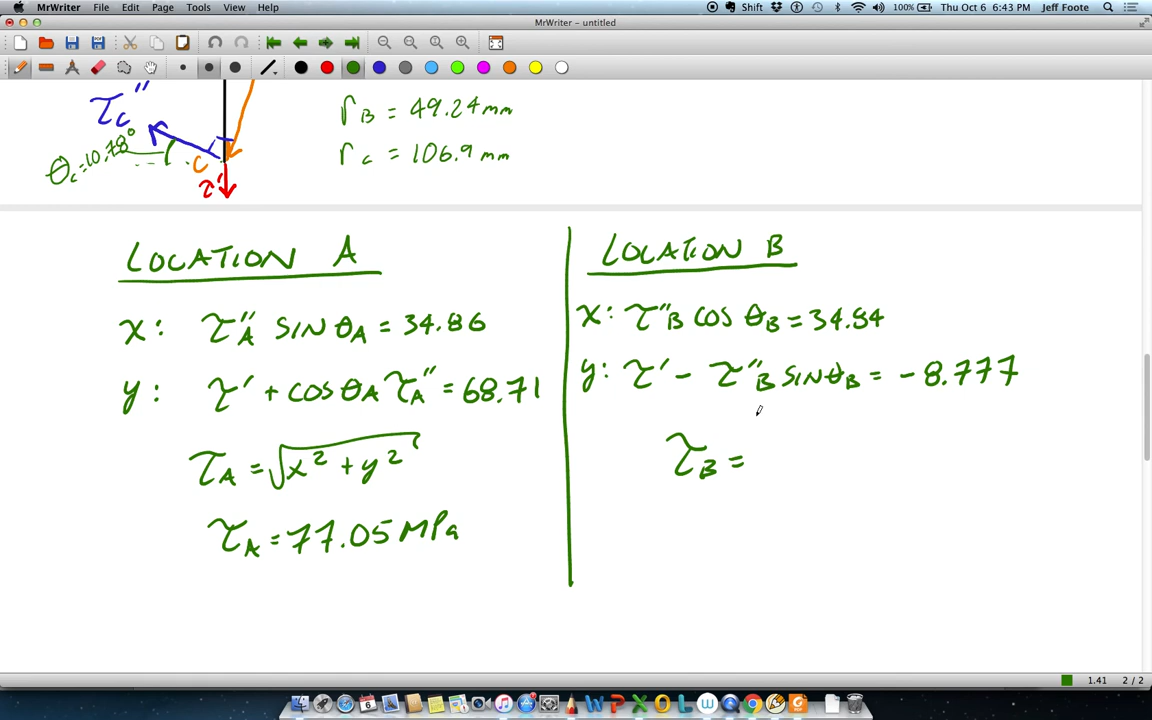 MrWriter File Edit Page Tools View Help Shift 100% Thu Oct 6 6:43 PM Jeff Foote
MrWriter - untitled
τc''
θc = 10.78°
C
τ'
rB = 49.24 mm
rc = 106.9 mm
LOCATION A
x: τA'' SIN θA = 34.86
y: τ' + COS θA τA'' = 68.71
τA = √x² + y²
τA = 77.05 MPa
LOCATION B
x: τ''B COS θB = 34.84
y: τ' - τ''B SIN θB = -8.777
τB =
1.41 2 / 2